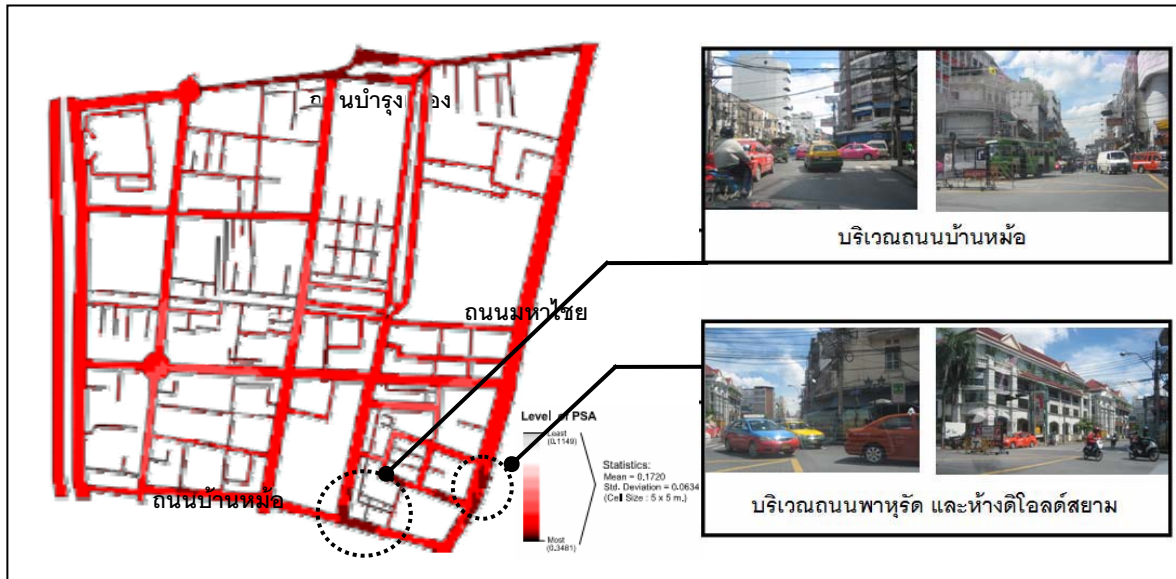 ถนนบำรุงเมือง
บริเวณถนนบ้านหม้อ
ถนนมหาไชย
Level of PSA
Least
(0.1149)
Statistics:
Mean = 0.1720
Std. Deviation = 0.0634
(Cell Size : 5 x 5 m.)
Most
(0.3481)
ถนนบ้านหม้อ
บริเวณถนนพาหุรัด และห้างดิโอลด์สยาม